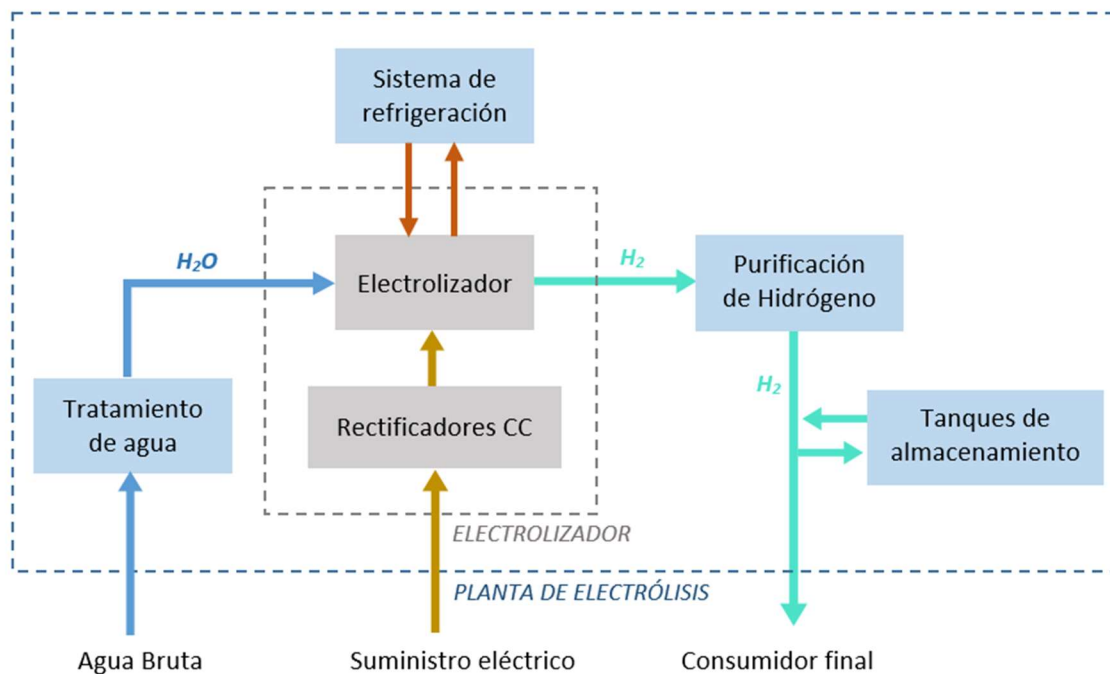 Sistema de
refrigeración
H₂O
Electrolizador
H₂
Purificación
de Hidrógeno
Tratamiento
de agua
Rectificadores CC
H₂
Tanques de
almacenamiento
ELECTROLIZADOR
PLANTA DE ELECTRÓLISIS
Agua Bruta
Suministro eléctrico
Consumidor final